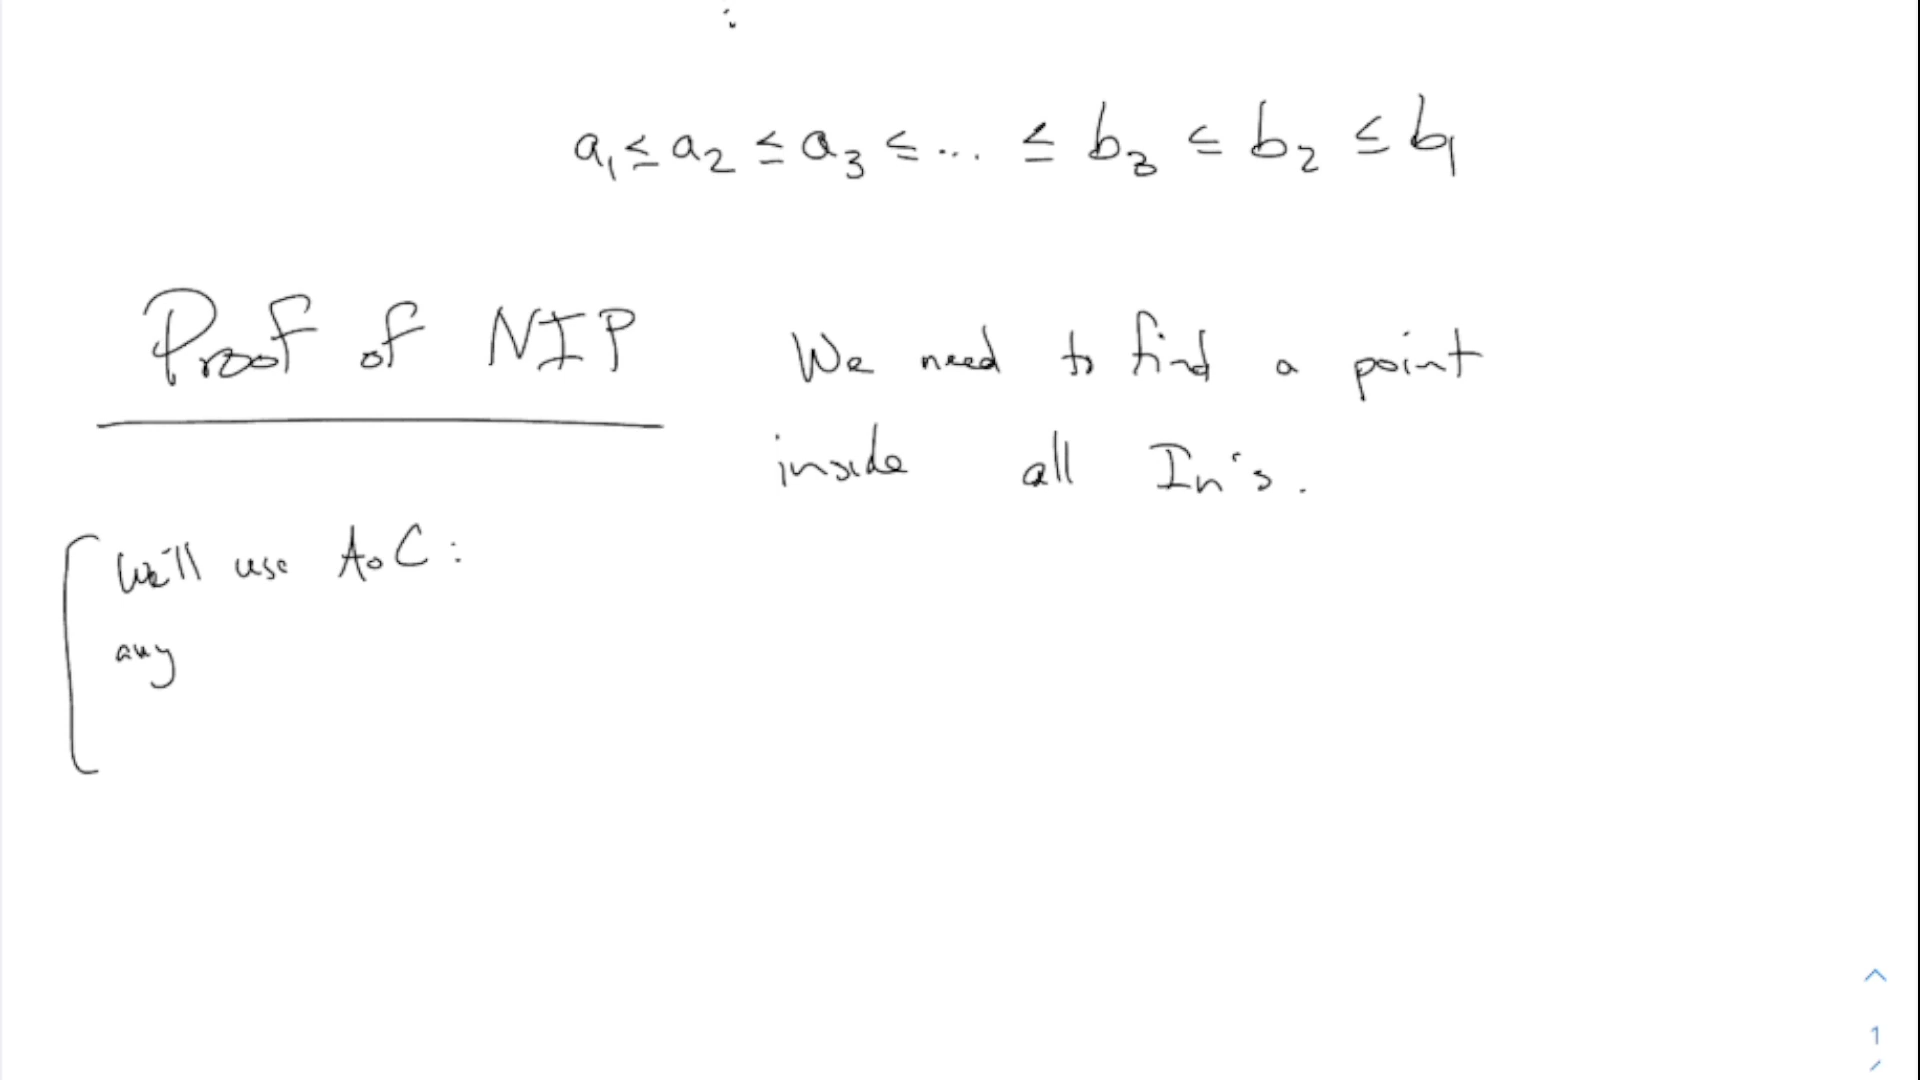 a₁ ≤ a₂ ≤ a₃ ≤ ... ≤ b₃ ≤ b₂ ≤ b₁
Proof of NIP We need to find a point
inside all In's.
We'll use AoC:
any
1